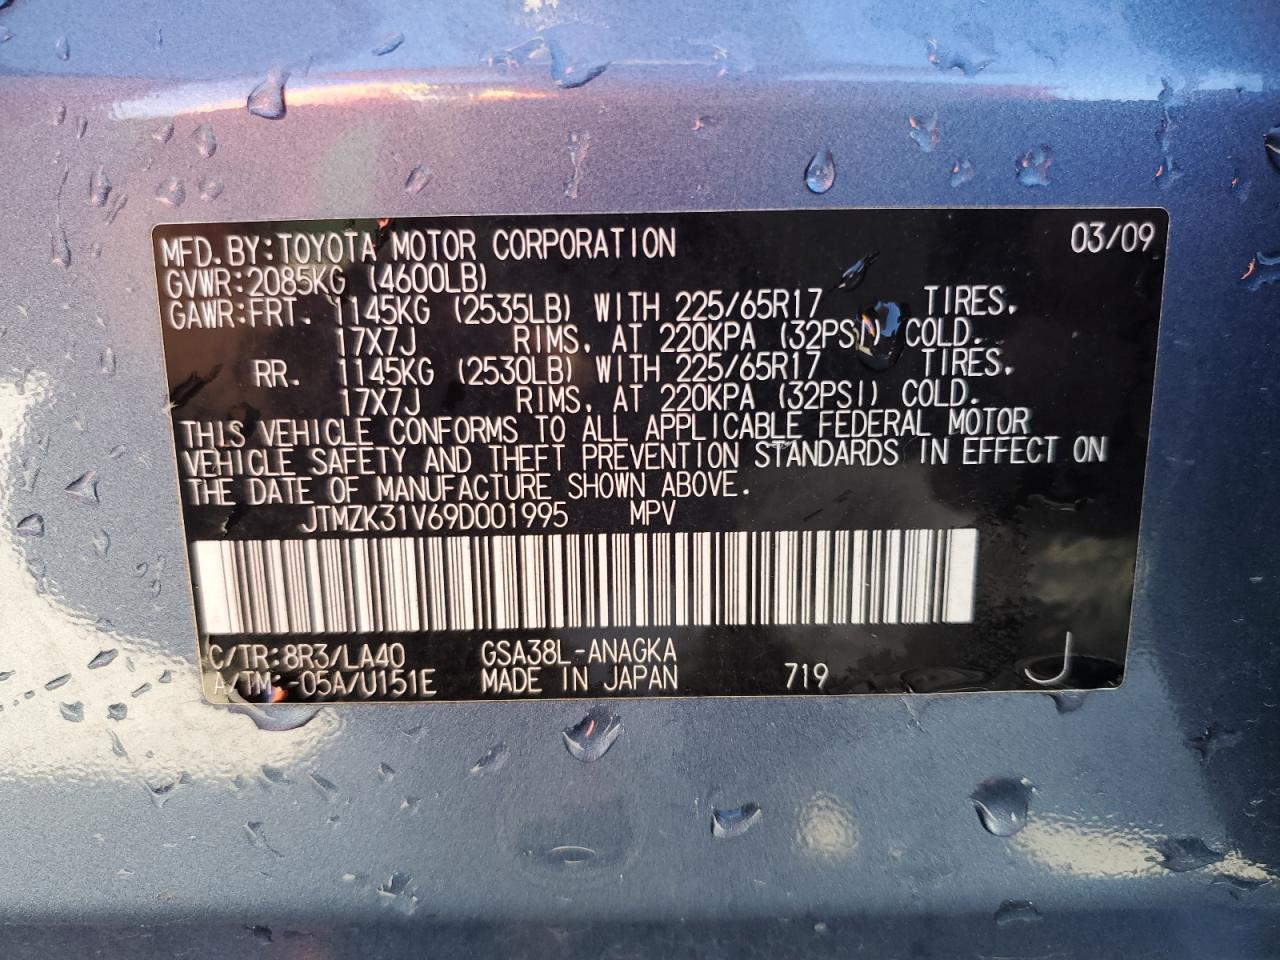 MFD. BY: TOYOTA MOTOR CORPORATION 03/09
GVWR: 2085KG (4600LB)
GAWR: FRT. 1145KG (2535LB) WITH 225/65R17 TIRES.
17X7J RIMS, AT 220KPA (32PSI) COLD.
RR. 1145KG (2530LB) WITH 225/65R17 TIRES,
17X7J RIMS, AT 220KPA (32PSI) COLD.
THIS VEHICLE CONFORMS TO ALL APPLICABLE FEDERAL MOTOR
VEHICLE SAFETY AND THEFT PREVENTION STANDARDS IN EFFECT ON
THE DATE OF MANUFACTURE SHOWN ABOVE.
JTMZK31V69D001995 MPV
C/TR: 8R3/LA40 GSA38L-ANAGKA
A/TM: -05A/U151E MADE IN JAPAN 719 J